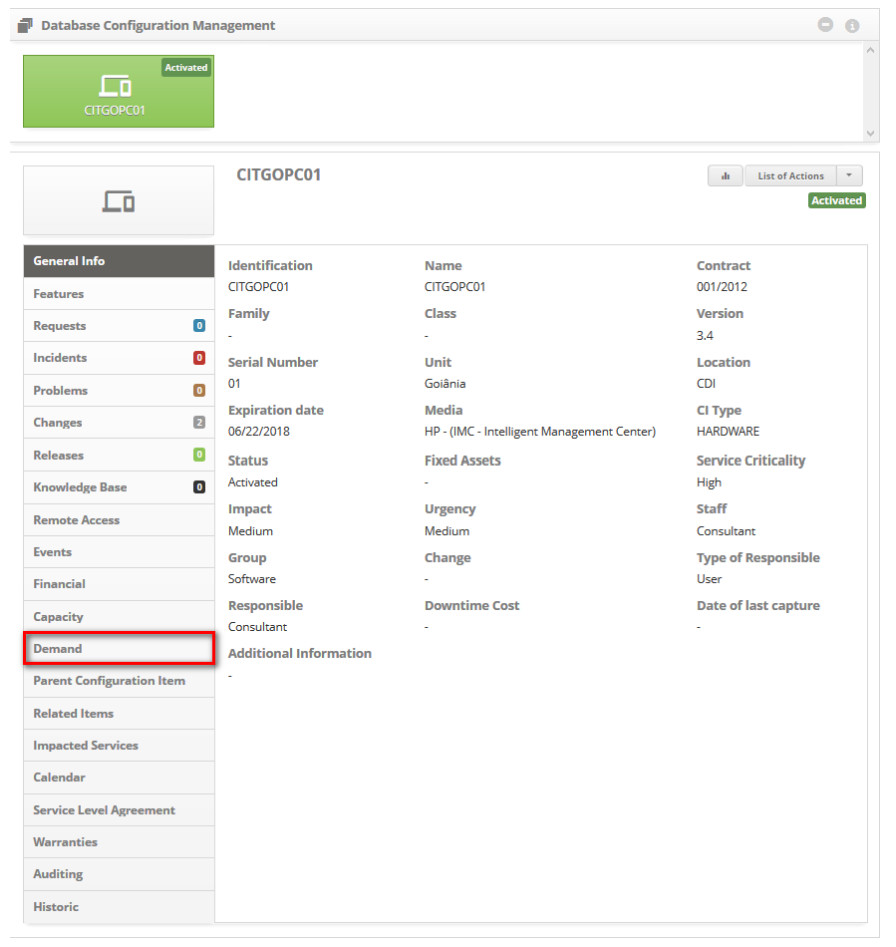 Database Configuration Management
Activated
CITGOPC01
CITGOPC01
List of Actions
Activated
General Info
Features
Requests 0
Incidents 0
Problems 0
Changes 2
Releases 0
Knowledge Base 0
Remote Access
Events
Financial
Capacity
Demand
Parent Configuration Item
Related Items
Impacted Services
Calendar
Service Level Agreement
Warranties
Auditing
Historic
Identification Name Contract
CITGOPC01 CITGOPC01 001/2012
Family Class Version
- - 3.4
Serial Number Unit Location
01 Goiânia CDI
Expiration date Media CI Type
06/22/2018 HP - (IMC - Intelligent Management Center) HARDWARE
Status Fixed Assets Service Criticality
Activated - High
Impact Urgency Staff
Medium Medium Consultant
Group Change Type of Responsible
Software - User
Responsible Downtime Cost Date of last capture
Consultant - -
Additional Information
-